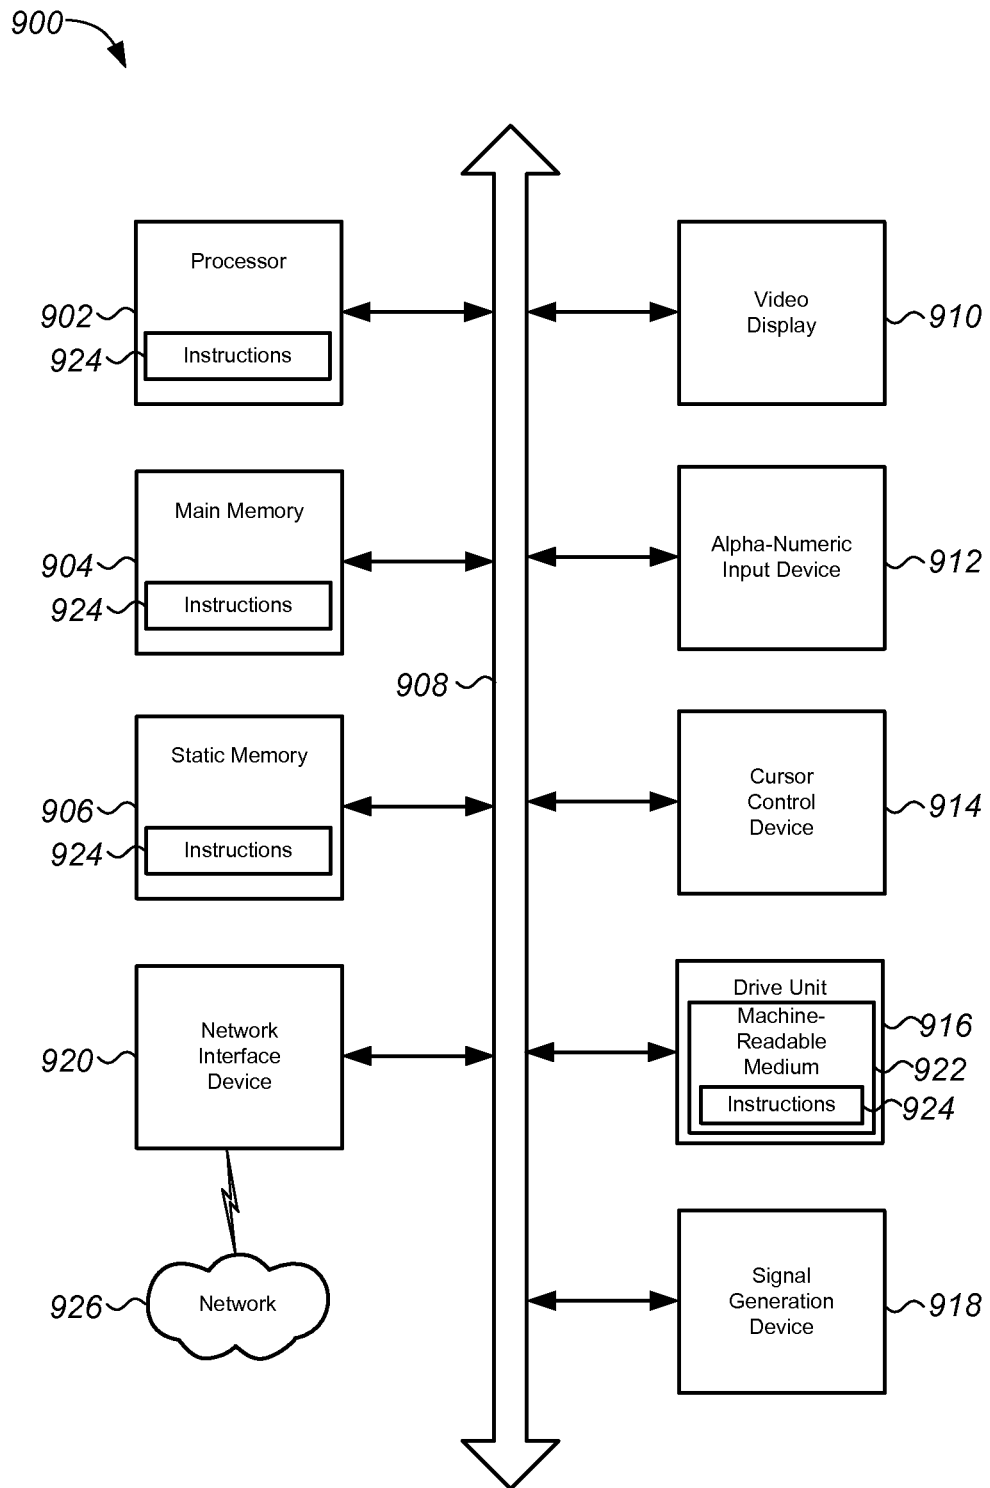 900
Processor
902
924
Instructions
Main Memory
904
924
Instructions
908
Static Memory
906
924
Instructions
Network
Interface
Device
920
926
Network
Video
Display
910
Alpha-Numeric
Input Device
912
Cursor
Control
Device
914
Drive Unit
916
Machine-
Readable
Medium
922
Instructions
924
Signal
Generation
Device
918